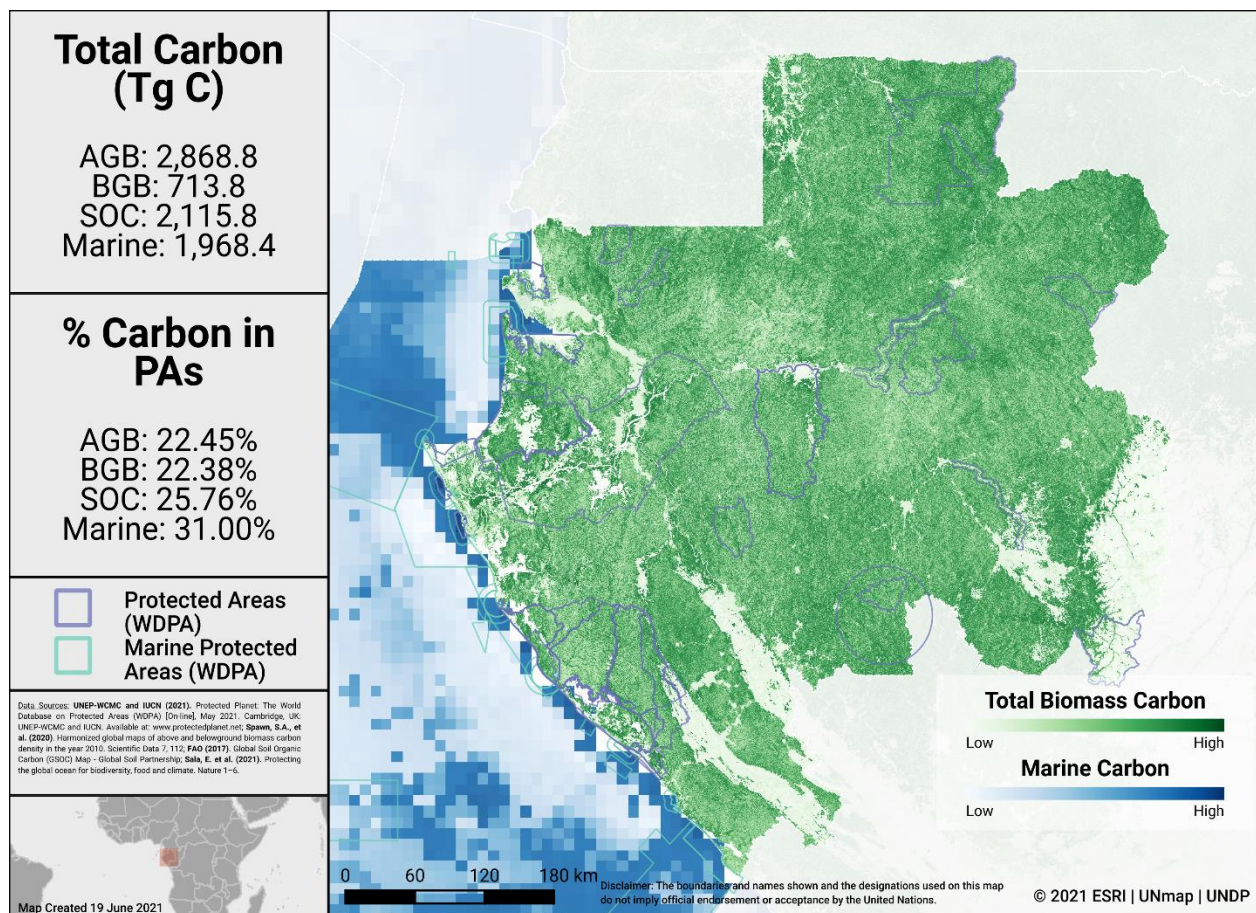 Total Carbon
(Tg C)
AGB: 2,868.8
BGB: 713.8
SOC: 2,115.8
Marine: 1,968.4
% Carbon in
PAs
AGB: 22.45%
BGB: 22.38%
SOC: 25.76%
Marine: 31.00%
Protected Areas
(WDPA)
Marine Protected
Areas (WDPA)
Data Sources: UNEP-WCMC and IUCN (2021). Protected Planet: The World
Database on Protected Areas (WDPA) [On-line], May 2021. Cambridge, UK:
UNEP-WCMC and IUCN. Available at: www.protectedplanet.net; Spawn, S.A., et
al. (2020). Harmonized global maps of above and belowground biomass carbon
density in the year 2010. Scientific Data 7, 112; FAO (2017). Global Soil Organic
Carbon (GSOC) Map - Global Soil Partnership; Sala, E. et al. (2021). Protecting
the global ocean for biodiversity, food and climate. Nature 1–6.
Map Created 19 June 2021
Total Biomass Carbon
Low High
Marine Carbon
Low High
0 60 120 180 km
Disclaimer: The boundaries and names shown and the designations used on this map
do not imply official endorsement or acceptance by the United Nations.
© 2021 ESRI | UNmap | UNDP